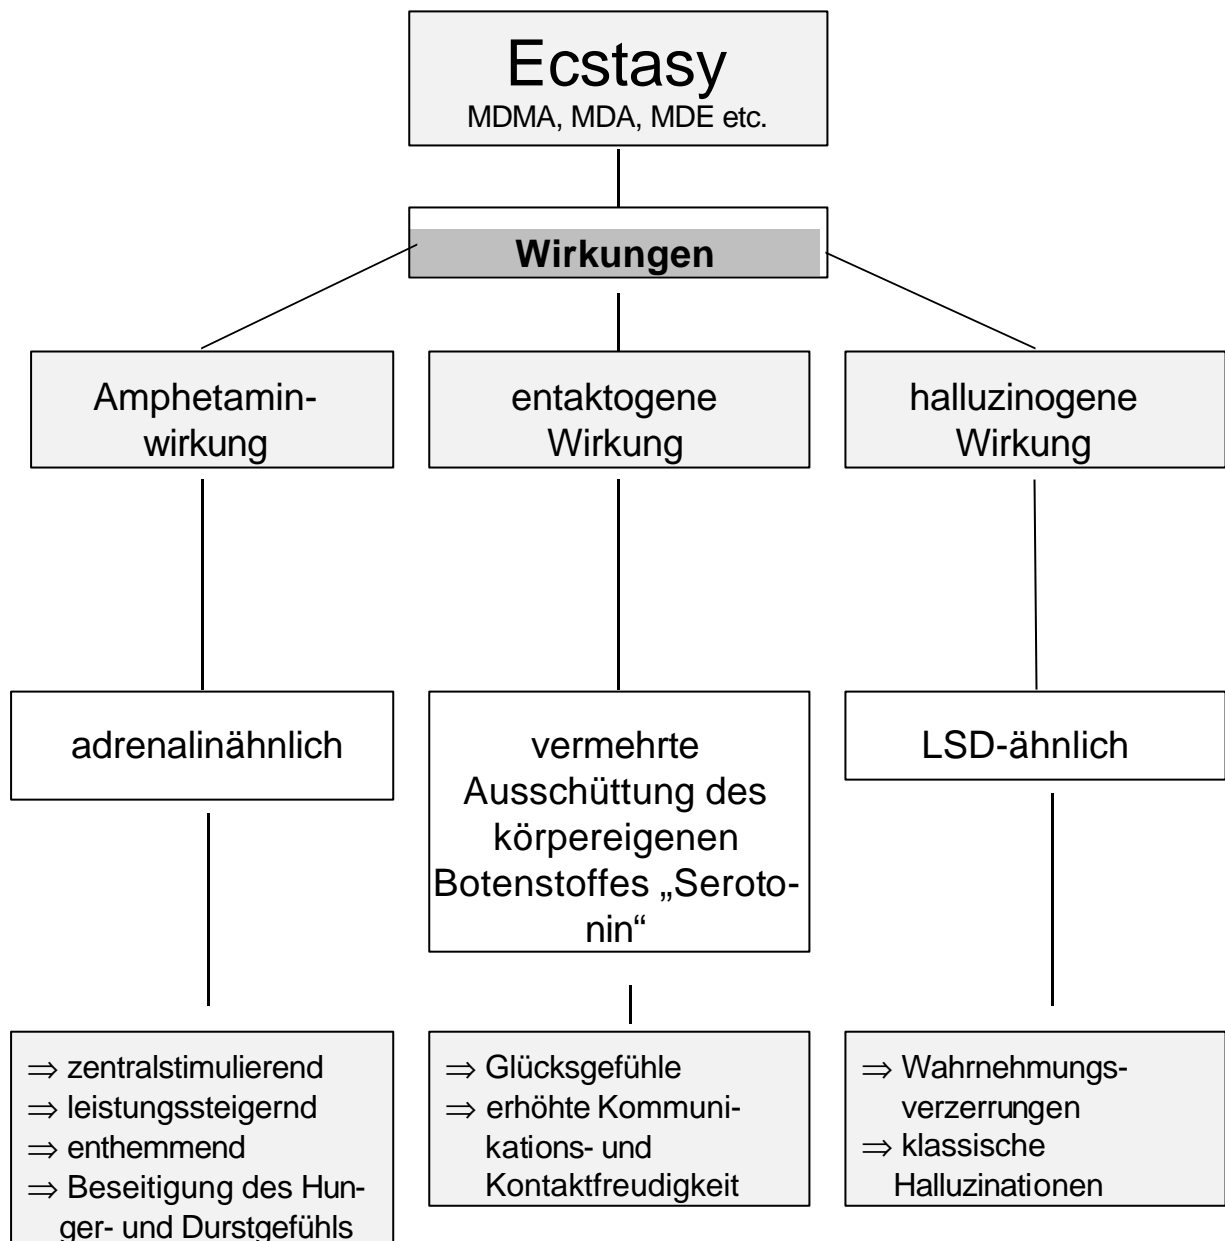 Ecstasy
MDMA, MDA, MDE etc.
Wirkungen
Amphetamin-
wirkung
entaktogene
Wirkung
halluzinogene
Wirkung
adrenalinähnlich
vermehrte
Ausschüttung des
körpereigenen
Botenstoffes „Seroto-
nin“
LSD-ähnlich
⇒ zentralstimulierend
⇒ leistungssteigernd
⇒ enthemmend
⇒ Beseitigung des Hun-
ger- und Durstgefühls
⇒ Glücksgefühle
⇒ erhöhte Kommuni-
kations- und
Kontaktfreudigkeit
⇒ Wahrnehmungs-
verzerrungen
⇒ klassische
Halluzinationen